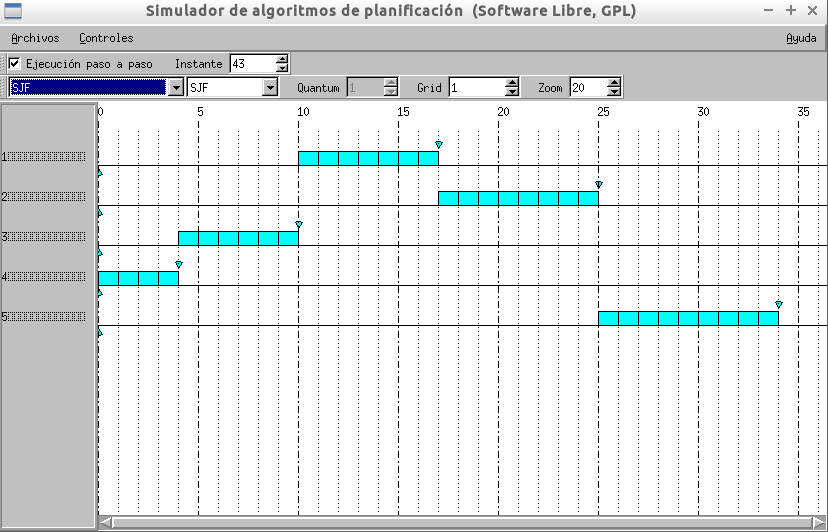 Simulador de algoritmos de planificación (Software Libre, GPL)
Archivos Controles Ayuda
Ejecución paso a paso Instante 43
SJF SJF Quantum 1 Grid 1 Zoom 20
0 5 10 15 20 25 30 35
1
2
3
4
5